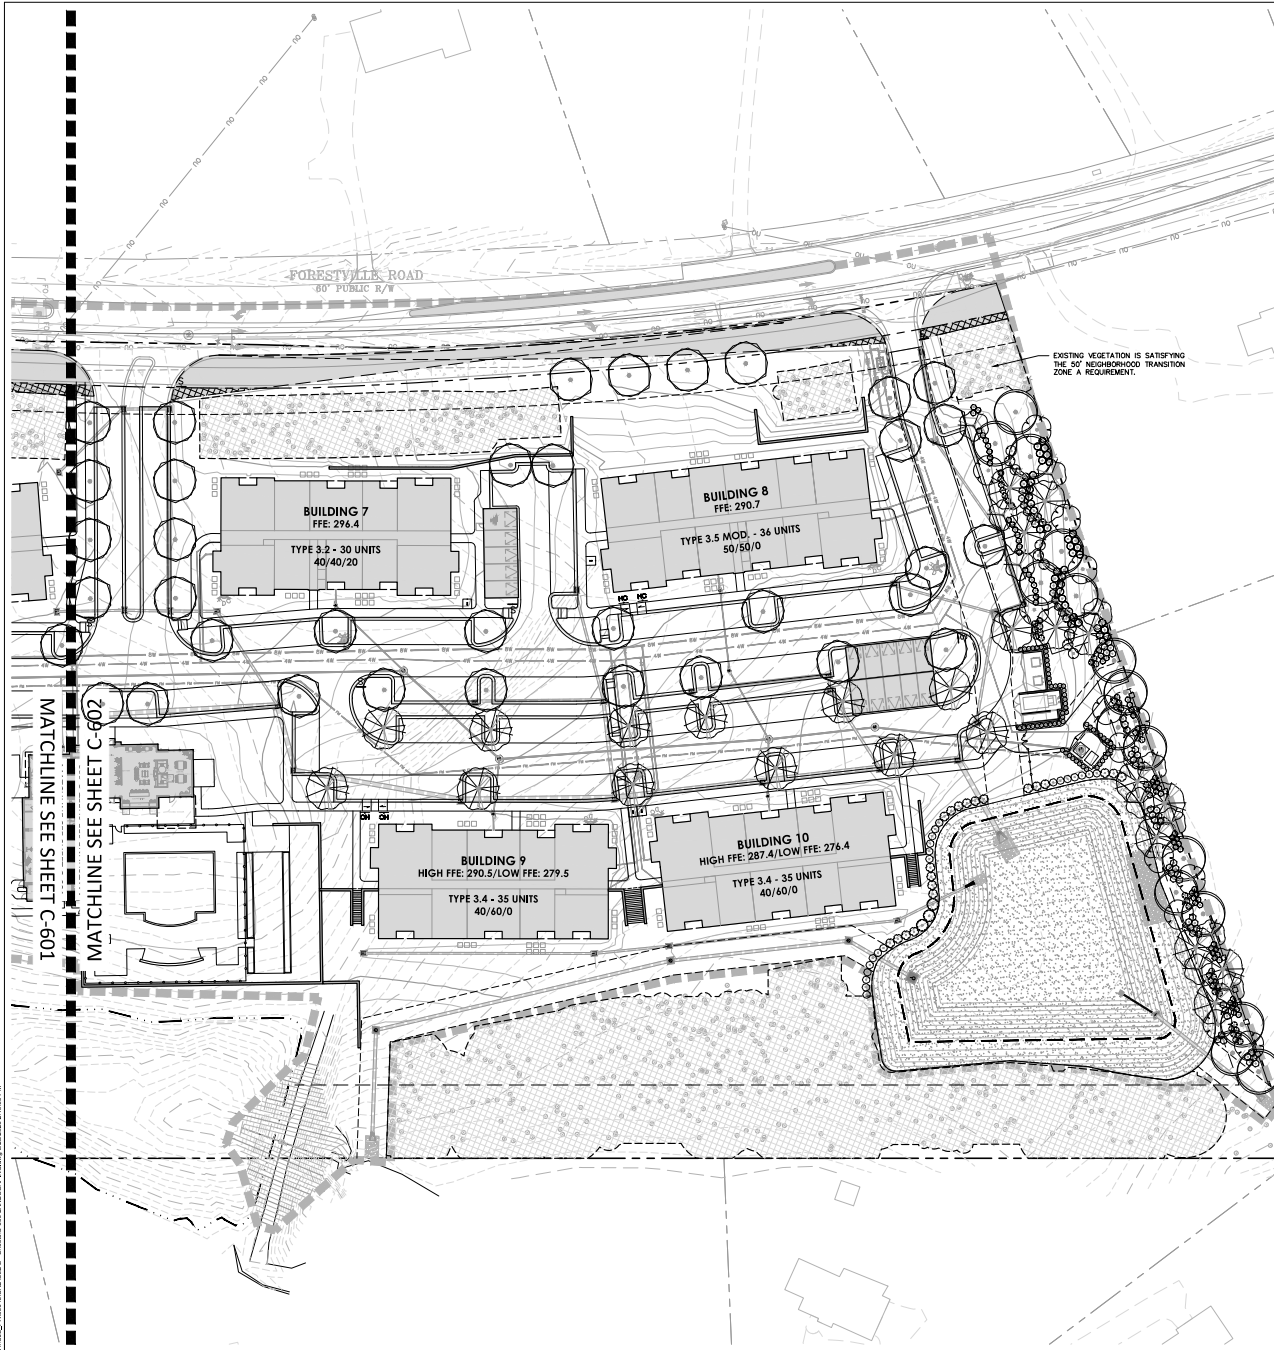 FORESTVILLE ROAD
60' PUBLIC R/W
EXISTING VEGETATION IS SATISFYING
THE 50' NEIGHBORHOOD TRANSITION
ZONE A REQUIREMENT.
BUILDING 7
FFE: 296.4
TYPE 3.2 - 30 UNITS
40/40/20
BUILDING 8
FFE: 290.7
TYPE 3.5 MOD. - 36 UNITS
50/50/0
HC HC
MATCHLINE SEE SHEET C-601
MATCHLINE SEE SHEET C-602
HC HC
BUILDING 9
HIGH FFE: 290.5/LOW FFE: 279.5
TYPE 3.4 - 35 UNITS
40/60/0
BUILDING 10
HIGH FFE: 287.4/LOW FFE: 276.4
TYPE 3.4 - 35 UNITS
40/60/0